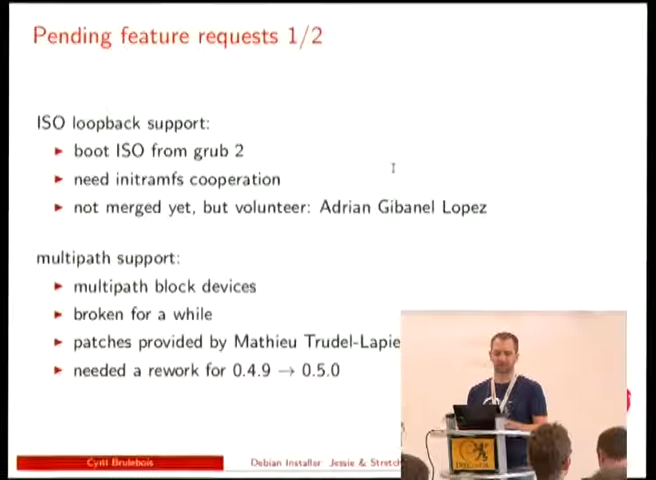 Pending feature requests 1/2
ISO loopback support:
► boot ISO from grub 2
► need initramfs cooperation
► not merged yet, but volunteer: Adrian Gibanel Lopez
multipath support:
► multipath block devices
► broken for a while
► patches provided by Mathieu Trudel-Lapie
► needed a rework for 0.4.9 → 0.5.0
Cyril Brulebois
Debian Installer: Jessie & Stretch